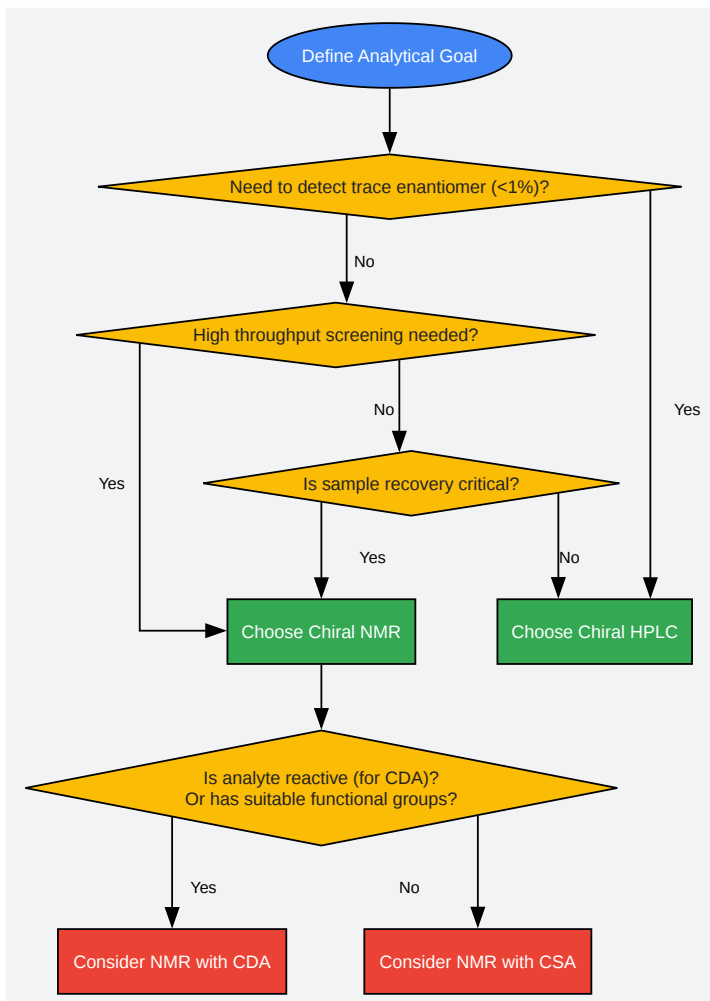 Define Analytical Goal
Need to detect trace enantiomer (<1%)?
No
High throughput screening needed?
No
Yes
Yes
Is sample recovery critical?
Yes
No
Choose Chiral NMR
Choose Chiral HPLC
Is analyte reactive (for CDA)?
Or has suitable functional groups?
Yes
No
Consider NMR with CDA
Consider NMR with CSA